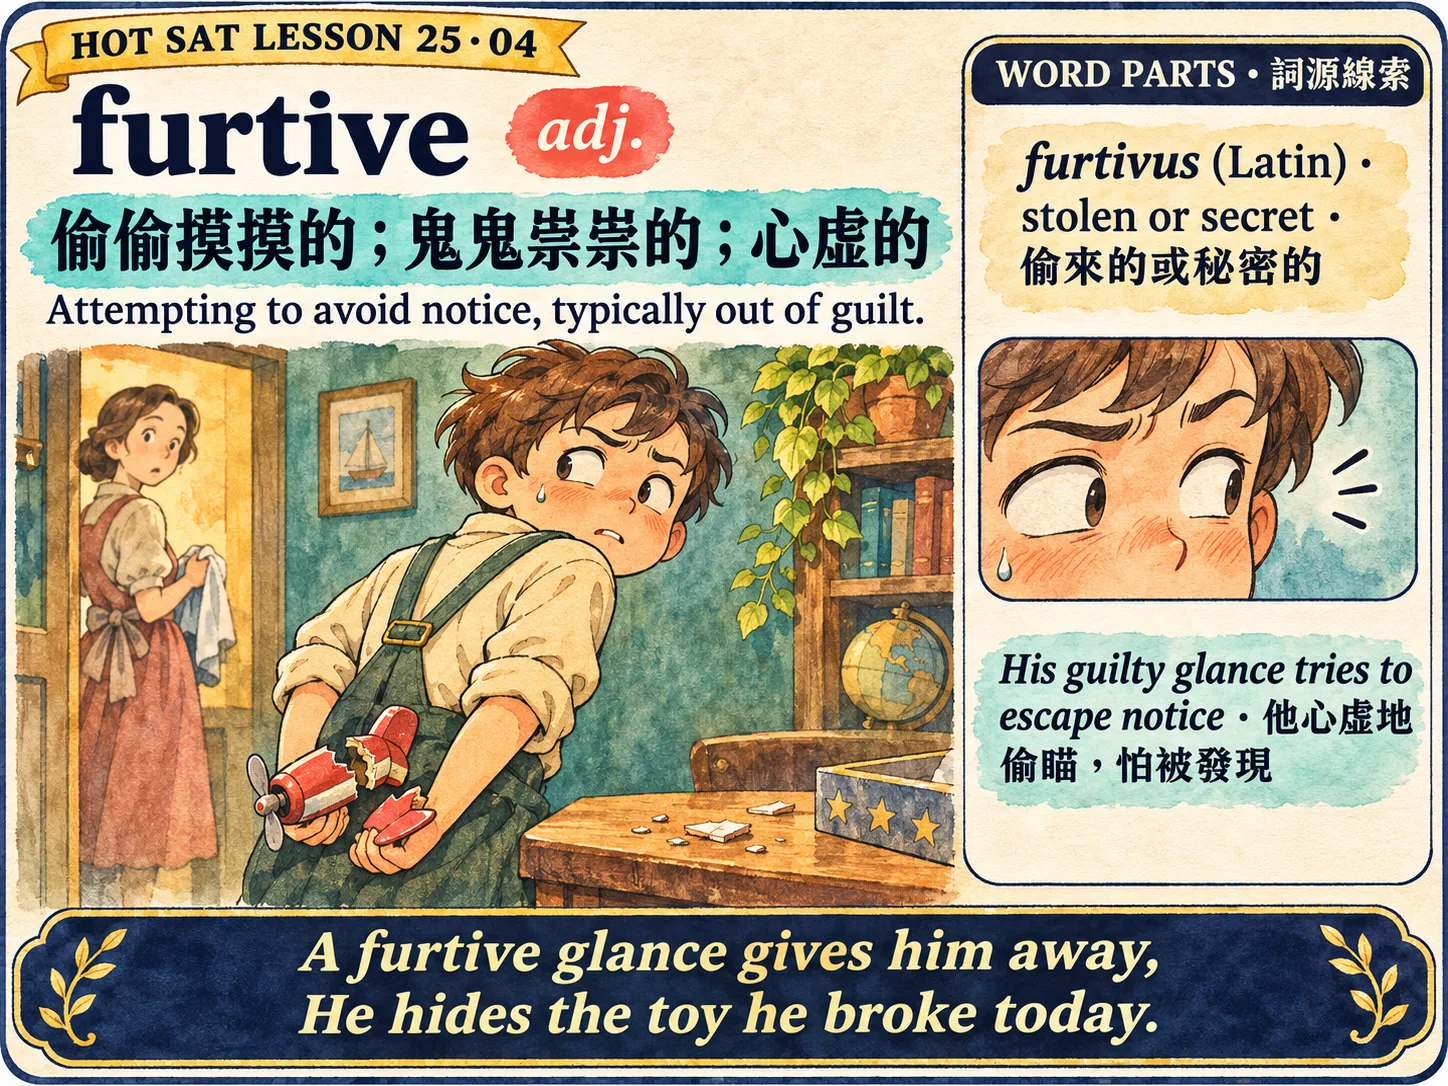 HOT SAT LESSON 25·04
furtive adj.
偷偷摸摸的；鬼鬼祟祟的；心虛的
Attempting to avoid notice, typically out of guilt.
WORD PARTS · 詞源線索
furtivus (Latin) ·
stolen or secret ·
偷來的或秘密的
His guilty glance tries to
escape notice · 他心虛地
偷瞄，怕被發現
A furtive glance gives him away,
He hides the toy he broke today.